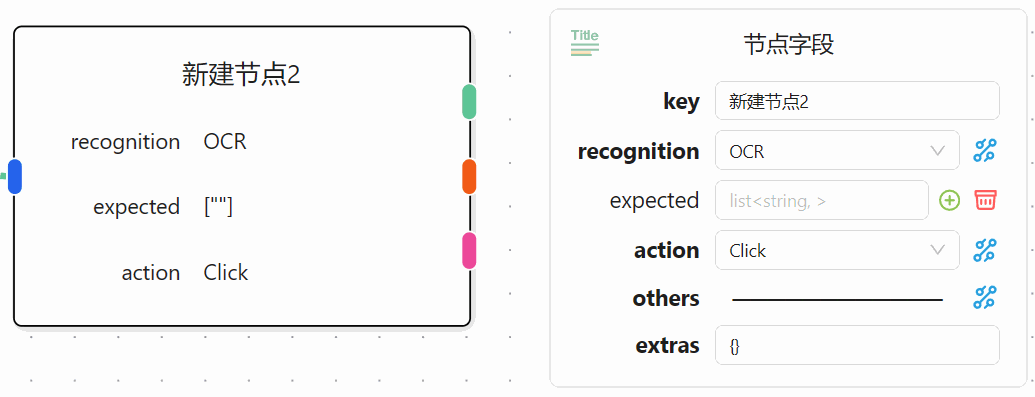 新建节点2
recognition OCR
expected [""]
action Click
Title
节点字段
key 新建节点2
recognition OCR
expected list<string, >
action Click
others
extras {}